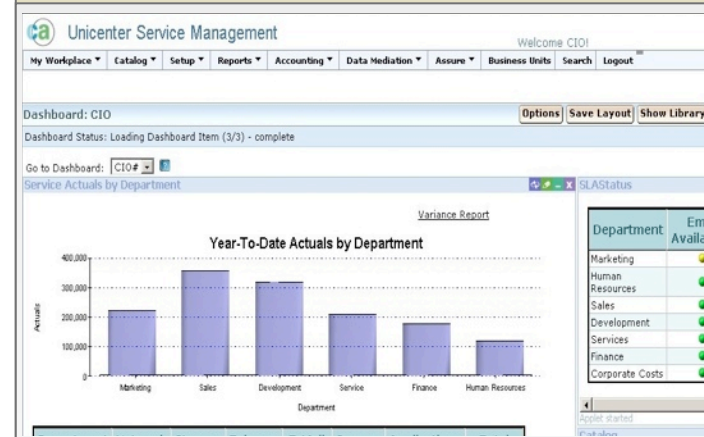 ca Unicenter Service Management
Welcome CIO!
My Workplace Catalog Setup Reports Accounting Data Mediation Assure Business Units Search Logout
Dashboard: CIO
Options Save Layout Show Library
Dashboard Status: Loading Dashboard Item (3/3) - complete
Go to Dashboard: CIO#
Service Actuals by Department
Variance Report
Year-To-Date Actuals by Department
400,000
300,000
200,000
100,000
0
Actuals
Marketing Sales Development Service Finance Human Resources
Department
SLAStatus
Department Em
Availa
Marketing
Human
Resources
Sales
Development
Services
Finance
Corporate Costs
Applet started
Catalog